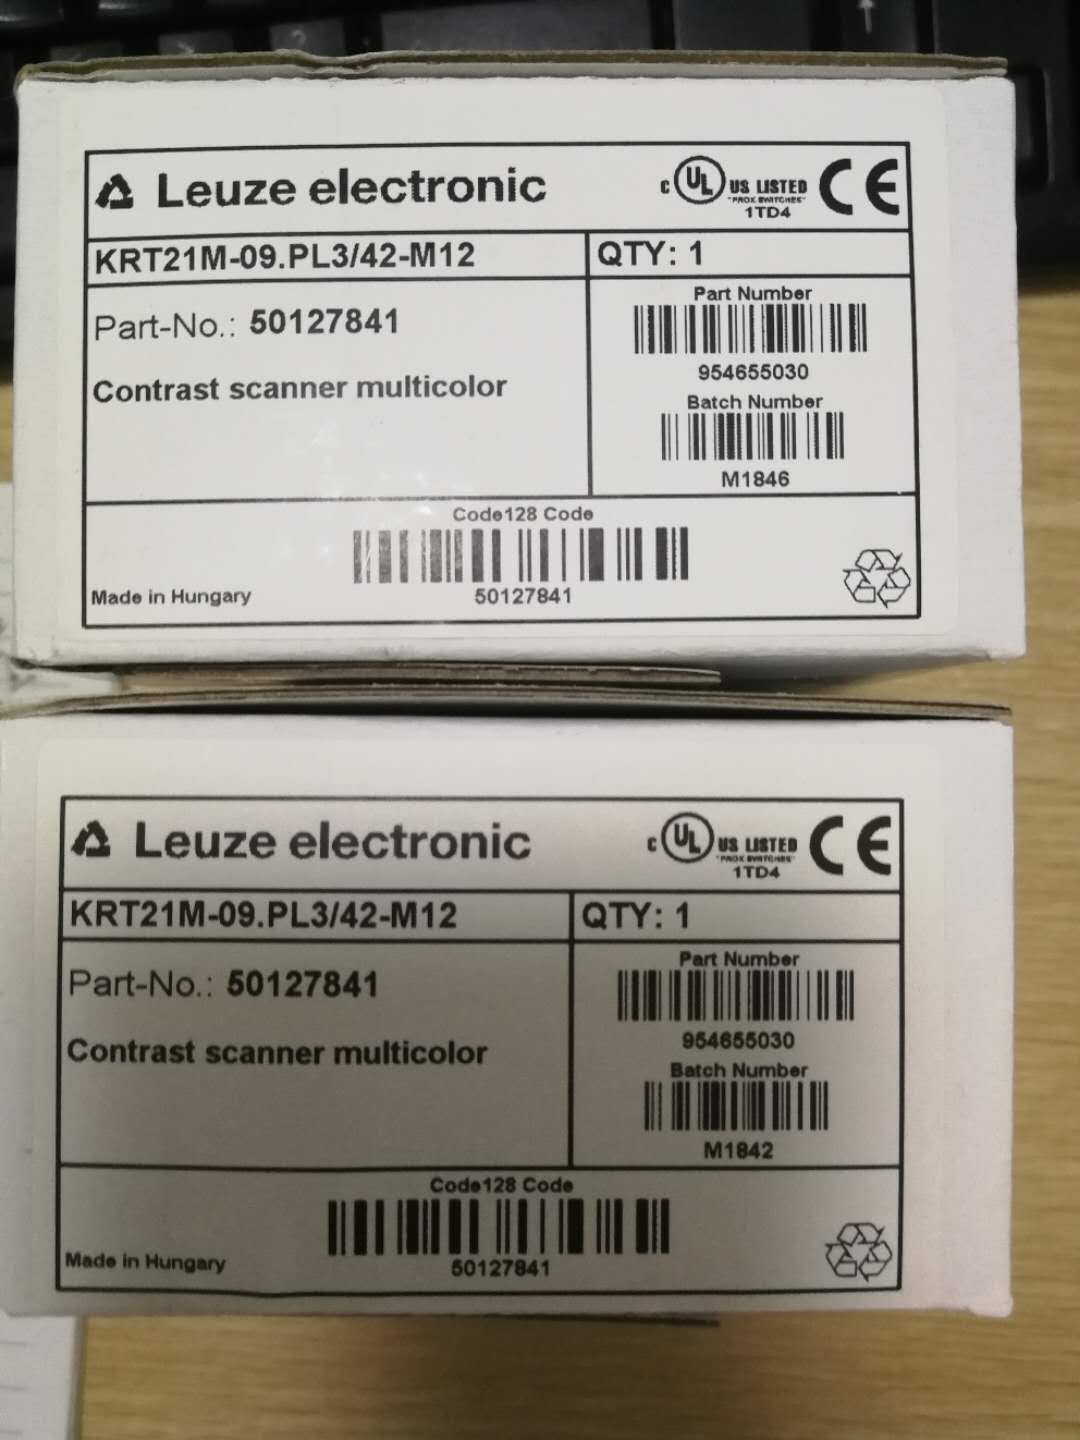 Leuze electronic
C UL US LISTED
"PROX SWITCHES"
1TD4
CE
KRT21M-09.PL3/42-M12
QTY: 1
Part-No.: 50127841
Contrast scanner multicolor
Part Number
954655030
Batch Number
M1846
Code128 Code
50127841
Made in Hungary
Leuze electronic
C UL US LISTED
"PROX SWITCHES"
1TD4
CE
KRT21M-09.PL3/42-M12
QTY: 1
Part-No.: 50127841
Contrast scanner multicolor
Part Number
954655030
Batch Number
M1842
Code128 Code
50127841
Made in Hungary